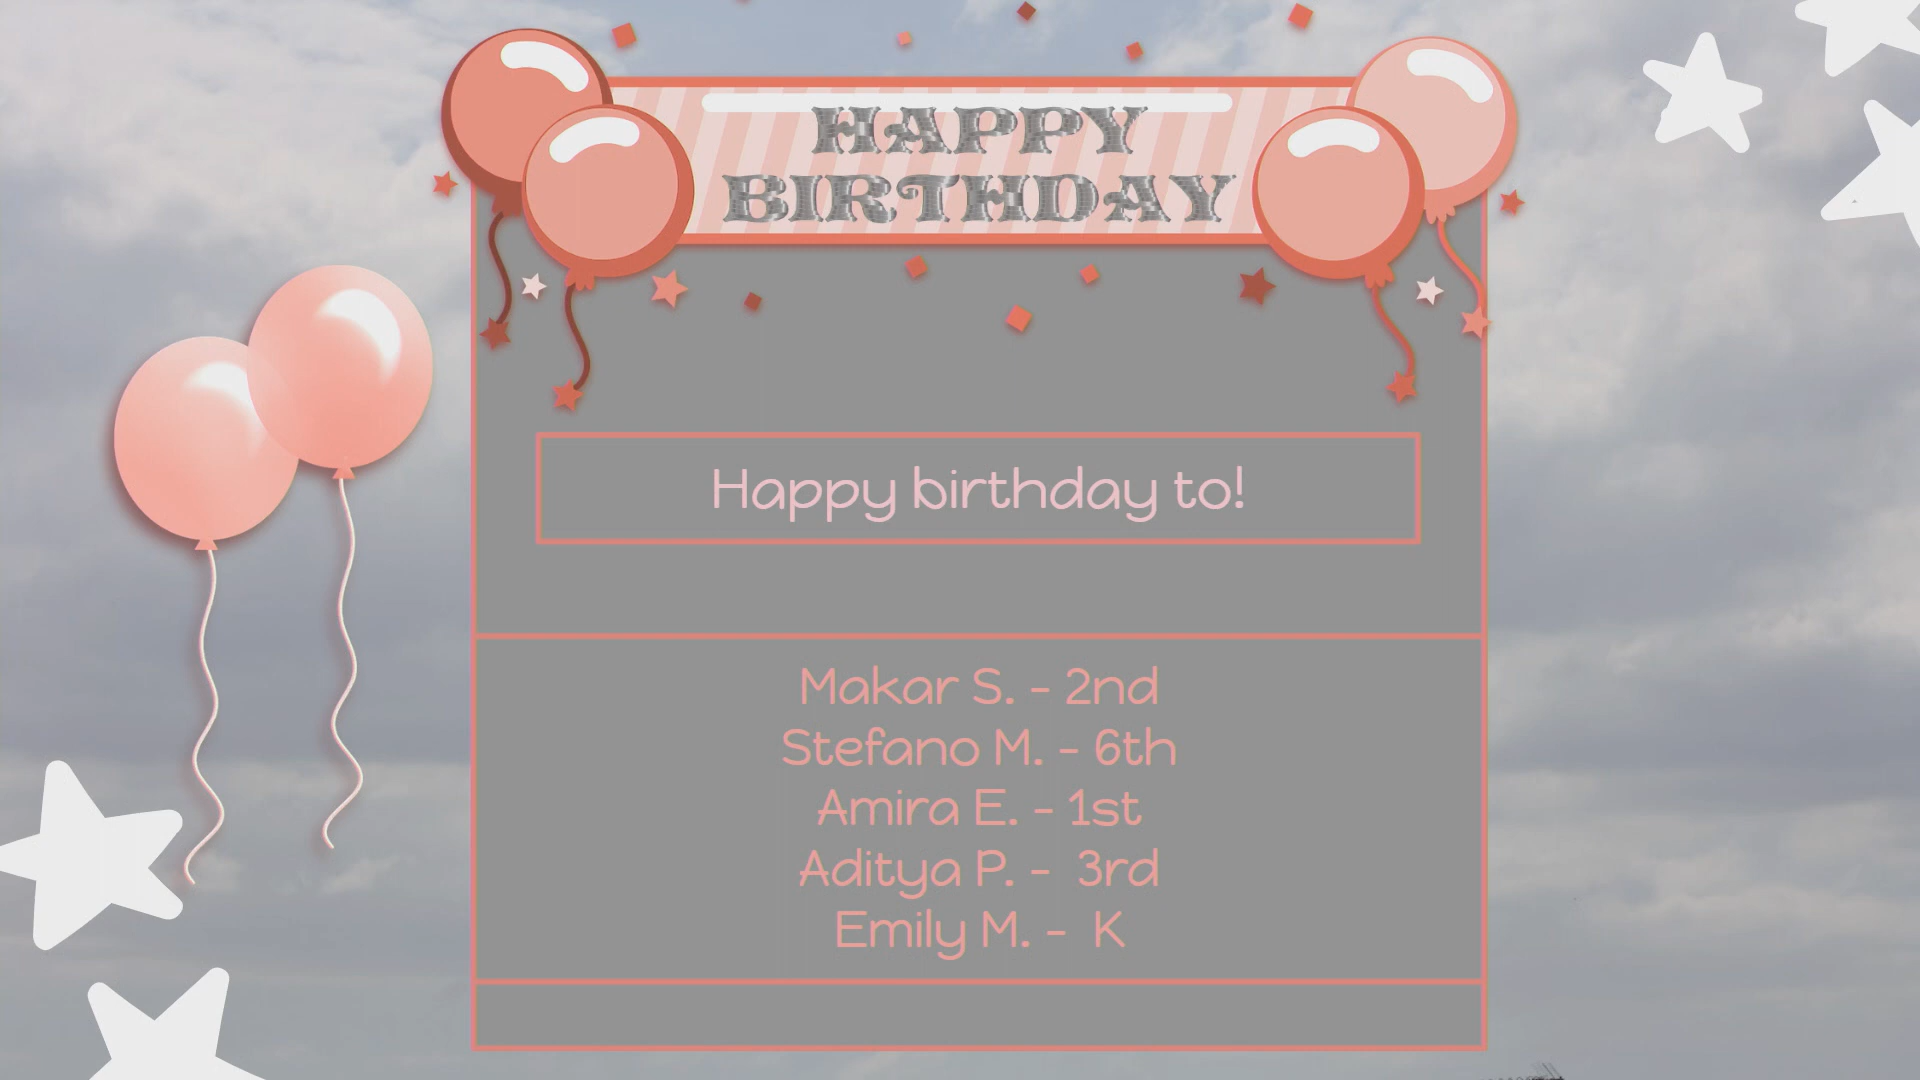 HAPPY
BIRTHDAY
Happy birthday to!
Makar S. - 2nd
Stefano M. - 6th
Amira E. - 1st
Aditya P. -  3rd
Emily M. -  K